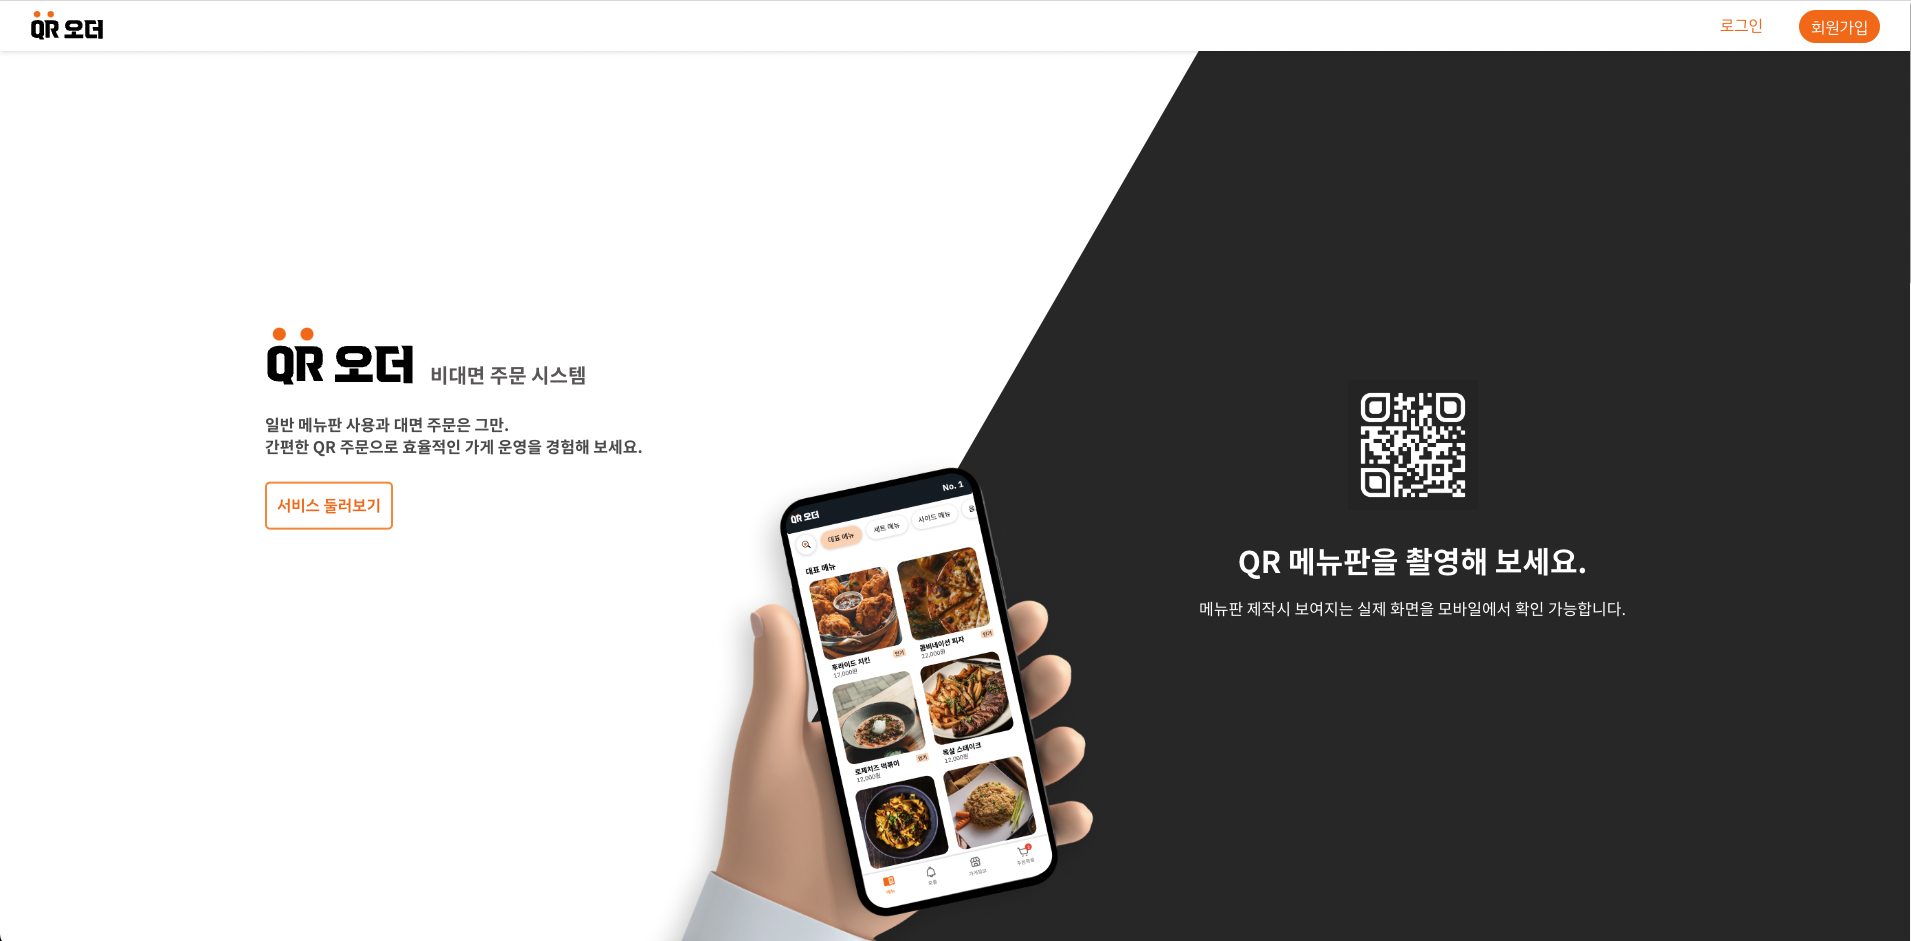 QR 오더
로그인
회원가입
QR 오더 비대면 주문 시스템
일반 메뉴판 사용과 대면 주문은 그만.
간편한 QR 주문으로 효율적인 가게 운영을 경험해 보세요.
서비스 둘러보기
QR 오더
No. 1
대표 메뉴
세트 메뉴
사이드 메뉴
대표 메뉴
후라이드 치킨
인기
12,000원
콤비네이션 피자
인기
12,000원
로제치즈 떡볶이
인기
12,000원
목살 스테이크
12,000원
메뉴
QR 메뉴판을 촬영해 보세요.
메뉴판 제작시 보여지는 실제 화면을 모바일에서 확인 가능합니다.